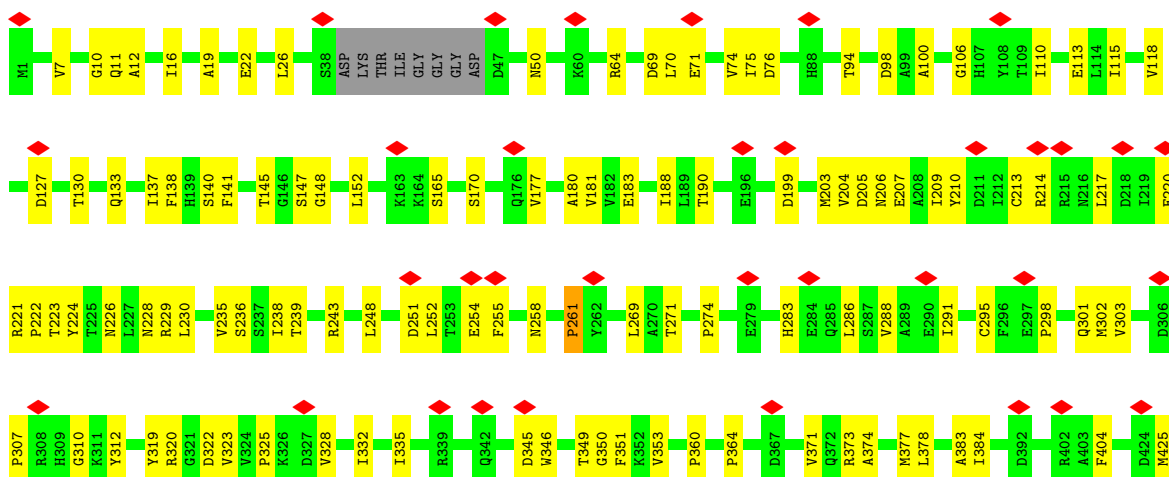 M1 V7 G10 Q11 A12 I16 A19 E22 L26 S38 ASP LYS THR ILE GLY GLY GLY ASP D47 N50 K60 R64 D69 L70 E71 V74 I75 D76 H88 T94 D98 A99 A100 G106 H107 Y108 T109 I110 E113 L114 I115 V118
D127 T130 Q133 I137 F138 H139 S140 F141 T145 G146 S147 G148 L152 K163 K164 S165 S170 Q176 V177 A180 V181 V182 E183 I188 L189 T190 E196 D199 M203 V204 D205 N206 E207 A208 I209 Y210 D211 I212 C213 R214 R215 N216 L217 D218 I219
R221 P222 T223 Y224 T225 N226 L227 N228 R229 L230 V235 S236 S237 I238 T239 R243 L248 D251 L252 T253 E254 F255 N258 P261 Y262 L269 A270 T271 P274 E279 H283 E284 Q285 L286 S287 V288 A289 E290 I291 C295 F296 E297 P298 Q301 M302 V303 D306
P307 R308 H309 G310 K311 Y312 Y319 R320 G321 D322 V323 V324 P325 K326 D327 V328 I332 I335 R339 Q342 D345 W346 T349 G350 F351 K352 V353 P360 P364 D367 V371 Q372 R373 A374 M377 L378 A383 I384 D392 R402 A403 F404 D424 M425